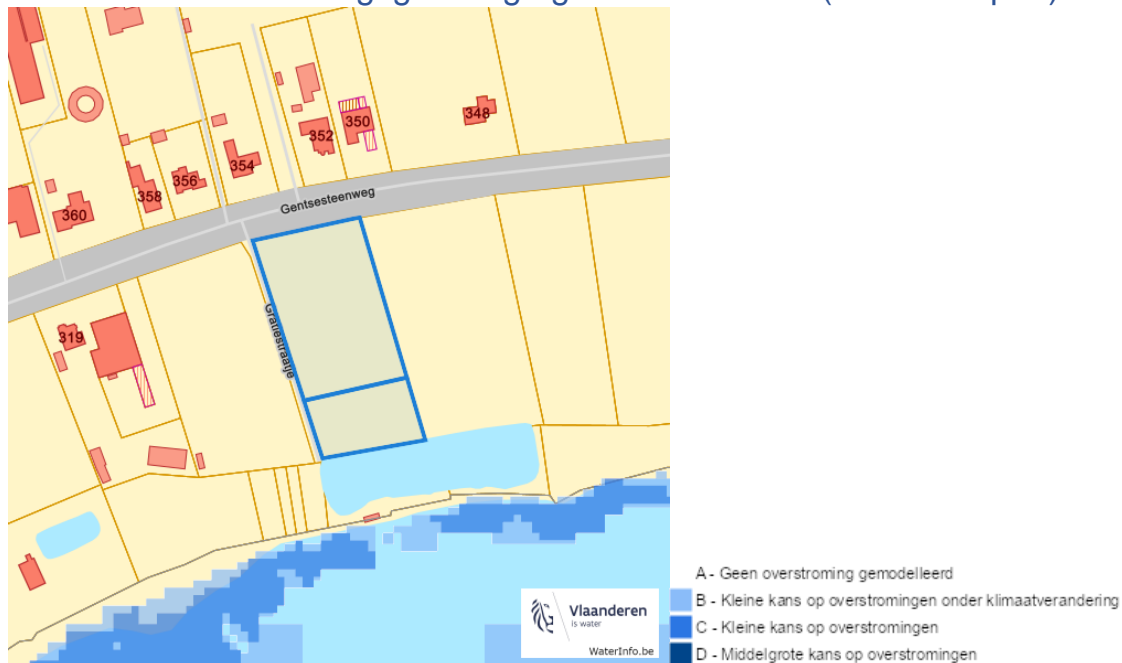 348
350
352
354
356
358
360
Gentsesteenweg
Gratiestraatje
319
Vlaanderen
is water
WaterInfo.be
A - Geen overstroming gemodelleerd
B - Kleine kans op overstromingen onder klimaatverandering
C - Kleine kans op overstromingen
D - Middelgrote kans op overstromingen